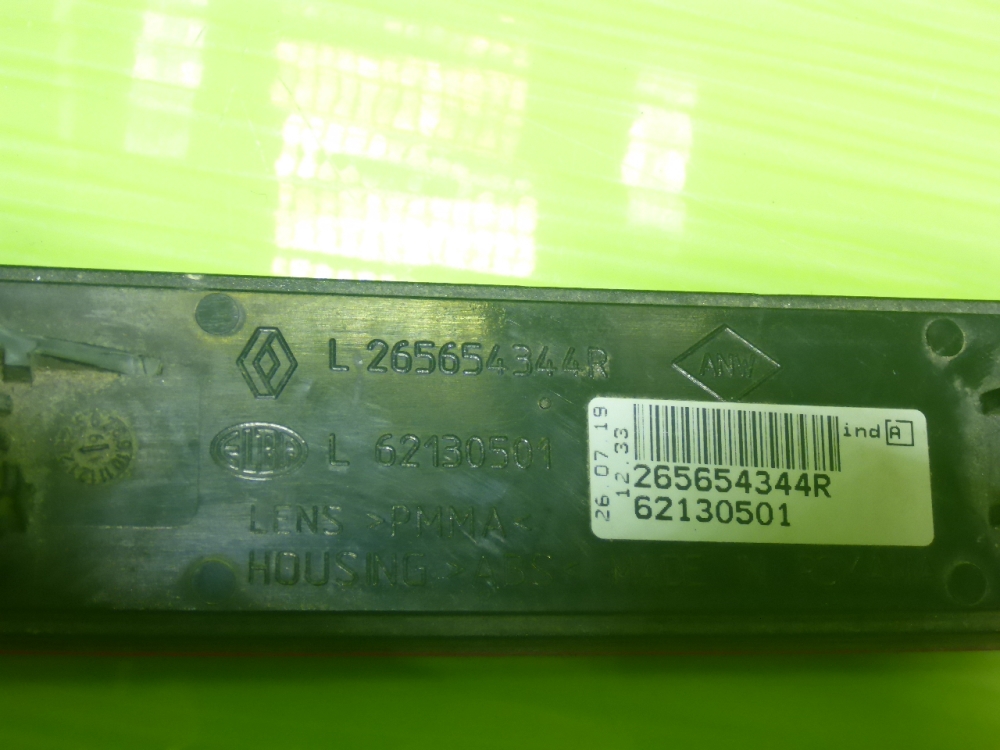 L 265654344R
ANW
L 62130501
LENS >PMMA<
HOUSING
26.07.19
12.33
ind A
265654344R
62130501